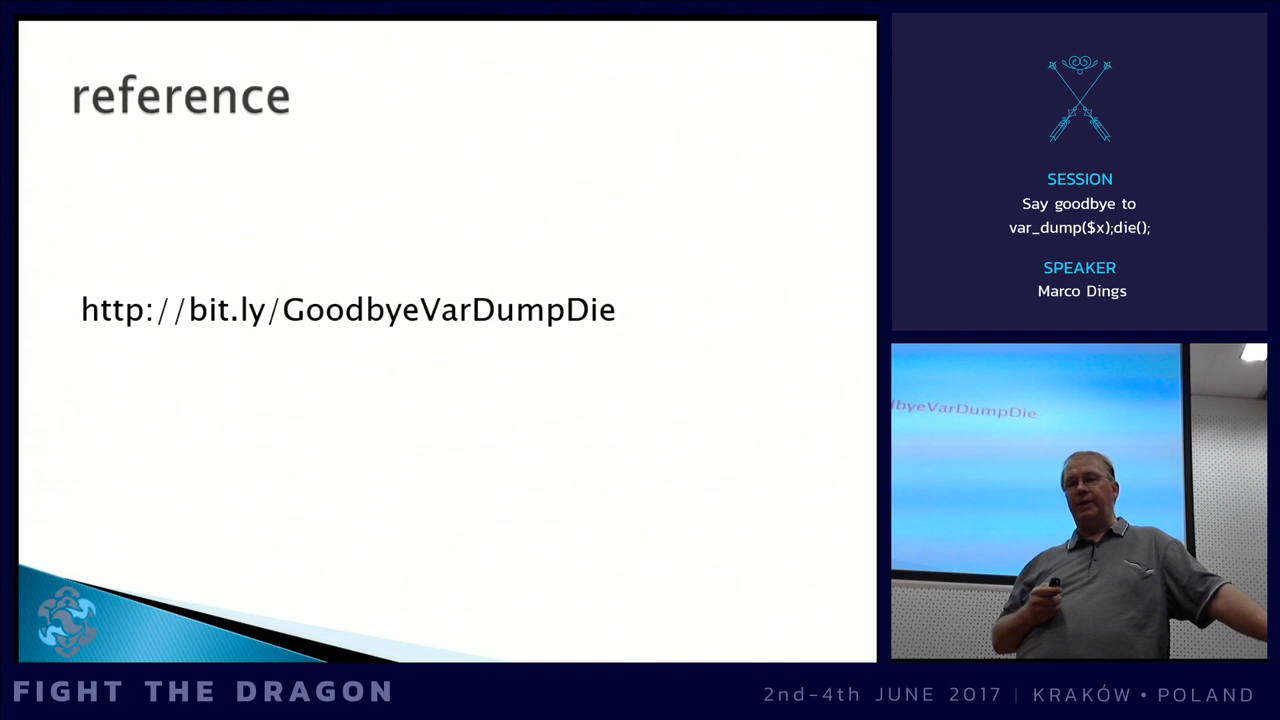 reference
http://bit.ly/GoodbyeVarDumpDie
SESSION
Say goodbye to
var_dump($x);die();
SPEAKER
Marco Dings
byeVarDumpDie
FIGHT THE DRAGON
2nd-4th JUNE 2017 | KRAKÓW • POLAND